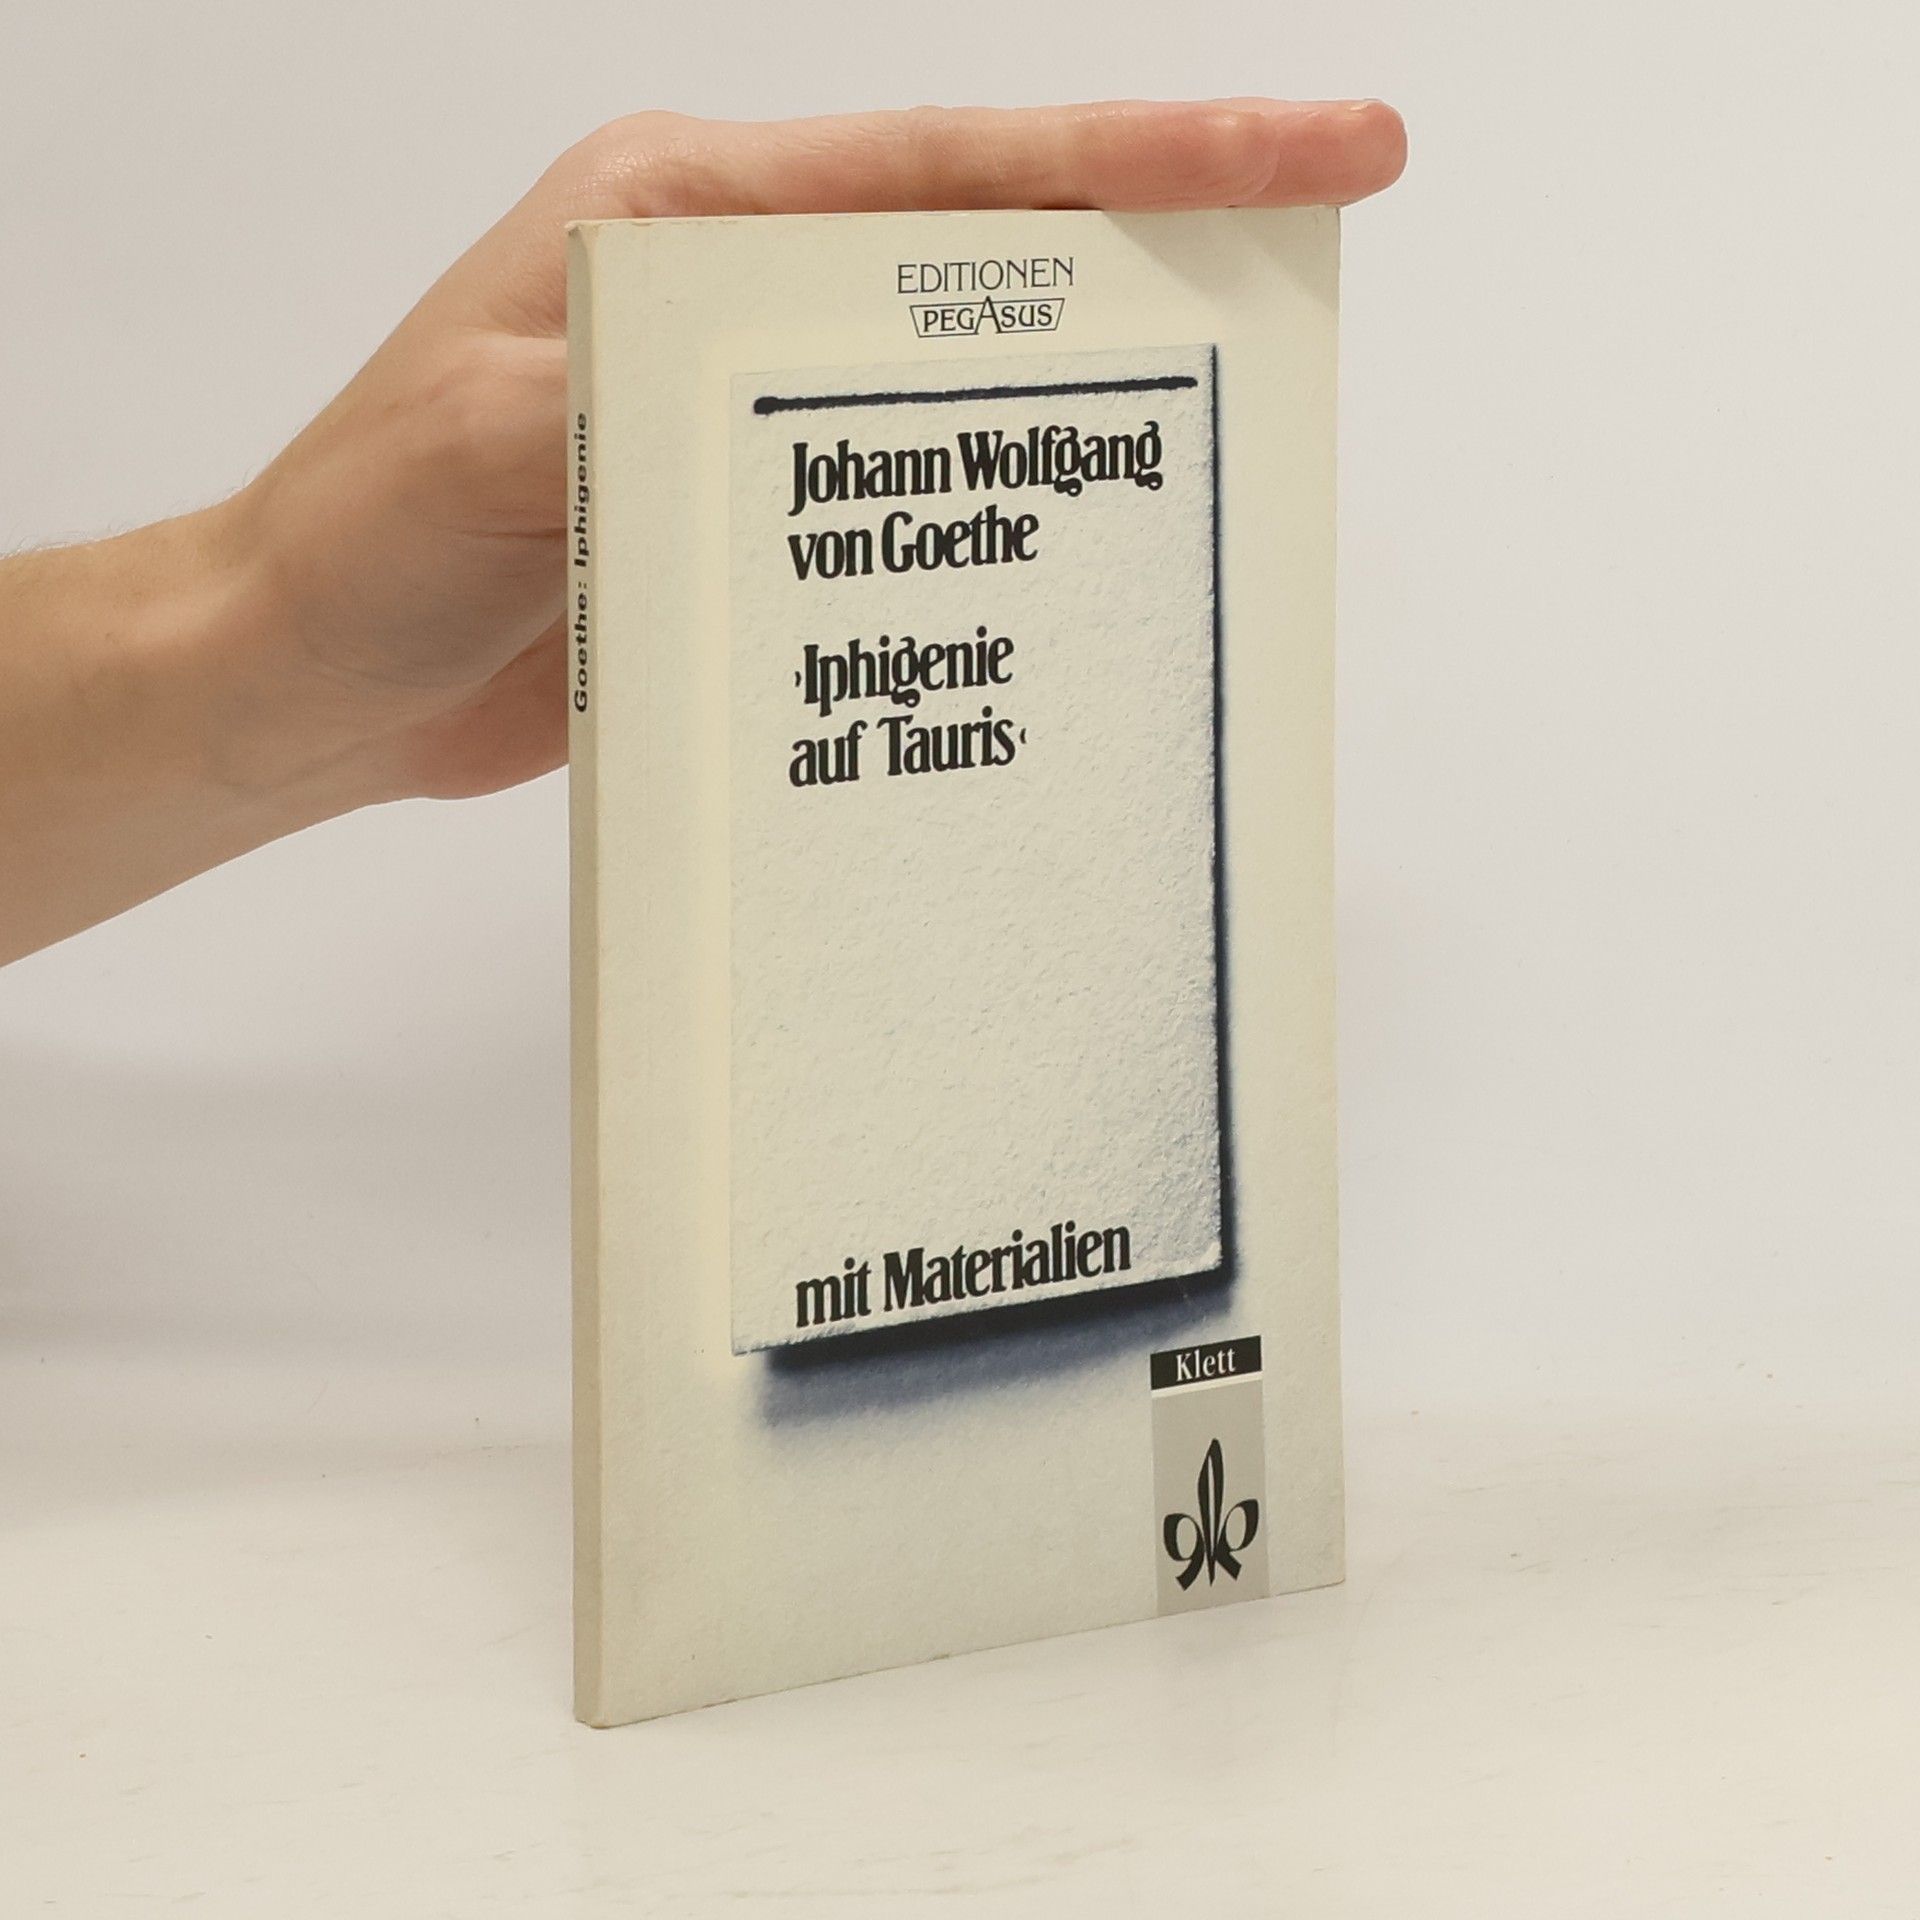 EDITIONEN
PEGASUS
Johann Wolfgang
von Goethe
›Iphigenie
auf Tauris‹
mit Materialien
Klett
Goethe: Iphigenie